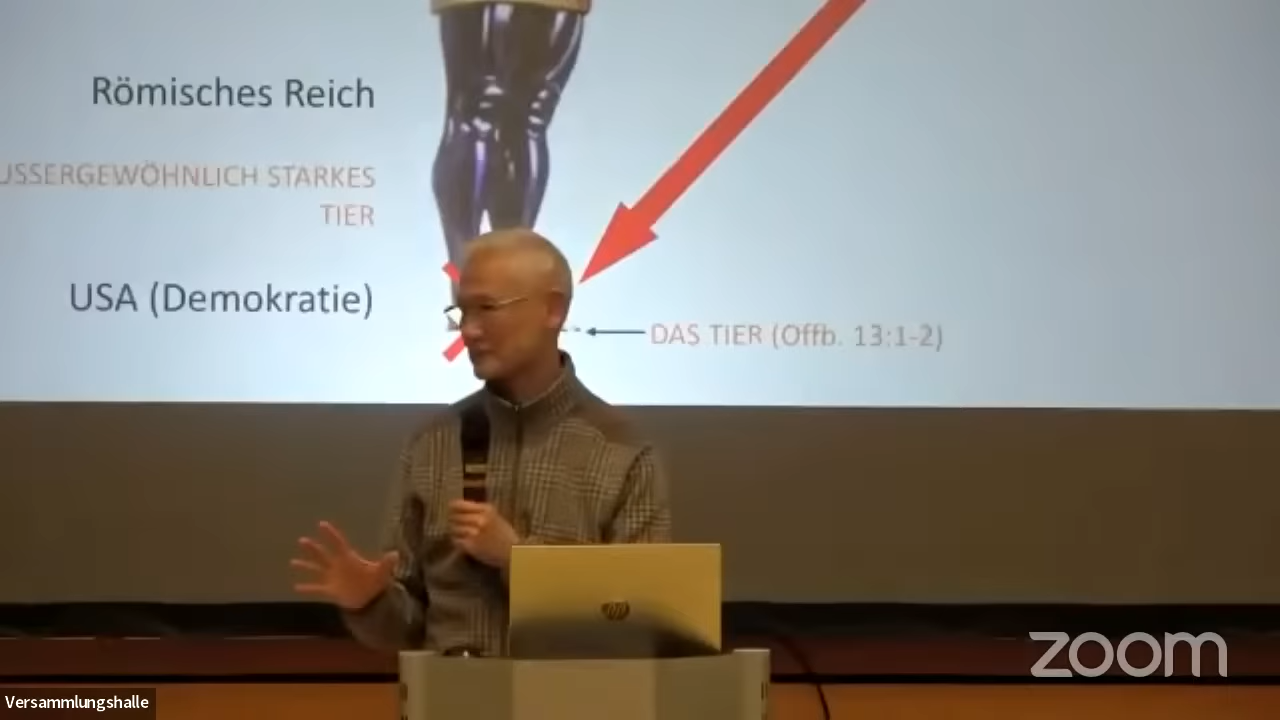 Römisches Reich
USSERGEWÖHNLICH STARKES
TIER
USA (Demokratie)
DAS TIER (Offb. 13:1-2)
hp
zoom
Versammlungshalle